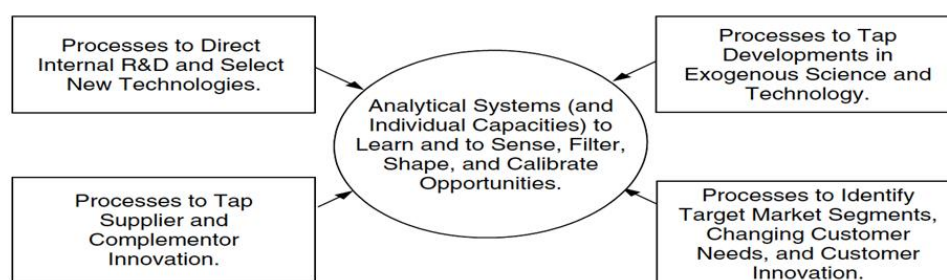 Processes to Direct
Internal R&D and Select
New Technologies.
Processes to Tap
Developments in
Exogenous Science and
Technology.
Analytical Systems (and
Individual Capacities) to
Learn and to Sense, Filter,
Shape, and Calibrate
Opportunities.
Processes to Tap
Supplier and
Complementor
Innovation.
Processes to Identify
Target Market Segments,
Changing Customer
Needs, and Customer
Innovation.